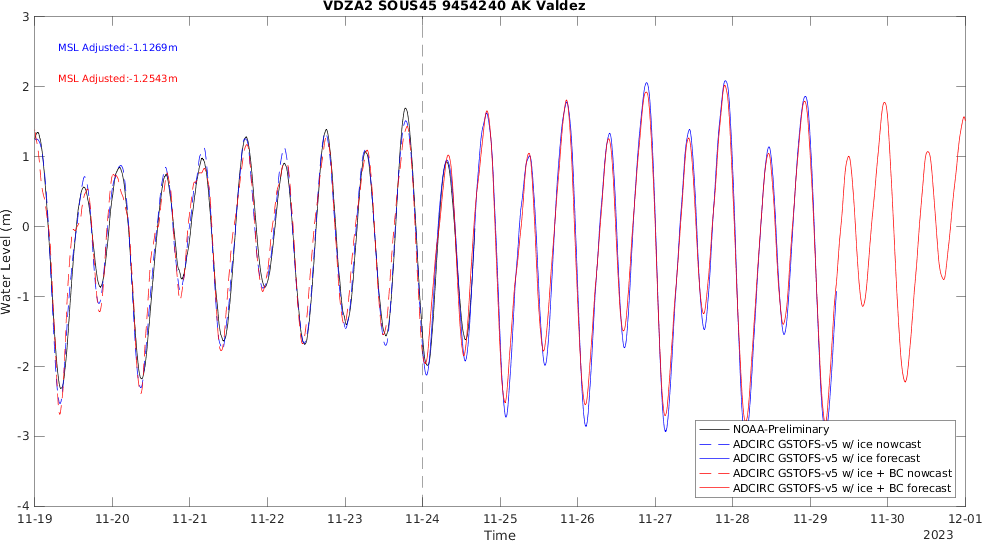 VDZA2 SOUS45 9454240 AK Valdez
MSL Adjusted:-1.1269m
MSL Adjusted:-1.2543m
Water Level (m)
3
2
1
0
-1
-2
-3
-4
NOAA-Preliminary
ADCIRC GSTOFS-v5 w/ ice nowcast
ADCIRC GSTOFS-v5 w/ ice forecast
ADCIRC GSTOFS-v5 w/ ice + BC nowcast
ADCIRC GSTOFS-v5 w/ ice + BC forecast
11-19 11-20 11-21 11-22 11-23 11-24 11-25 11-26 11-27 11-28 11-29 11-30 12-01
Time
2023